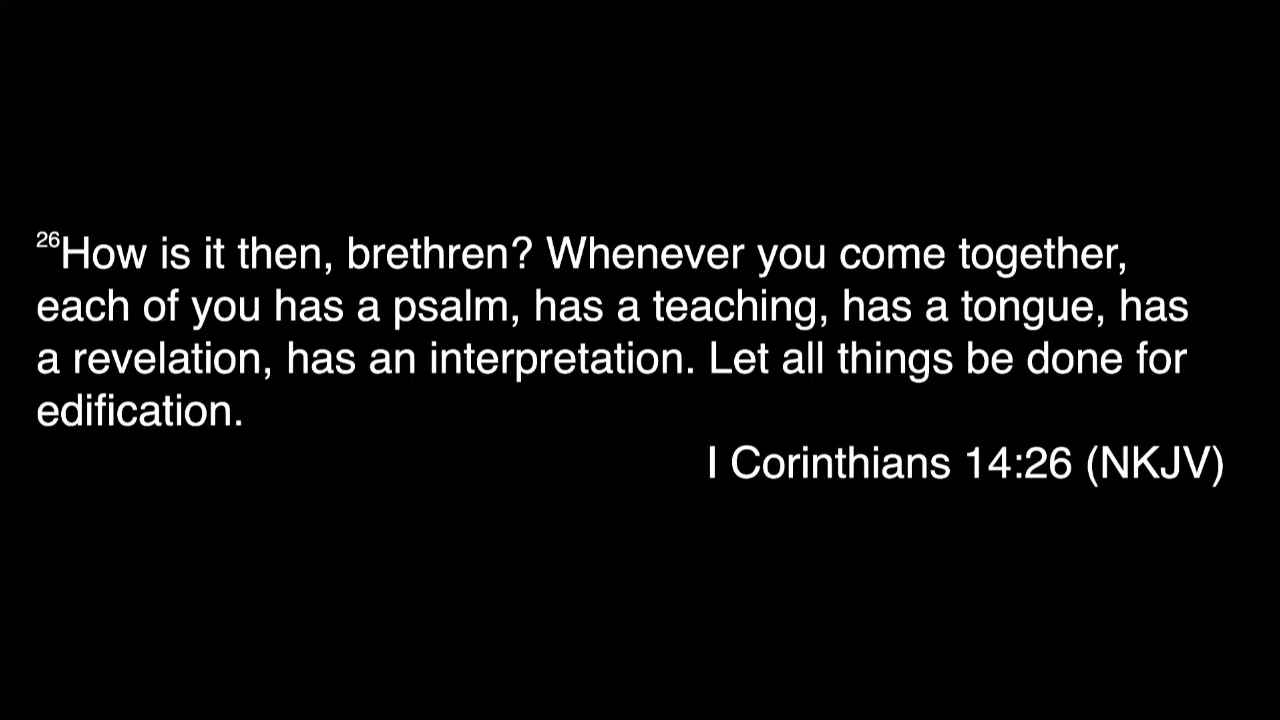 26How is it then, brethren? Whenever you come together,
each of you has a psalm, has a teaching, has a tongue, has
a revelation, has an interpretation. Let all things be done for
edification.
I Corinthians 14:26 (NKJV)